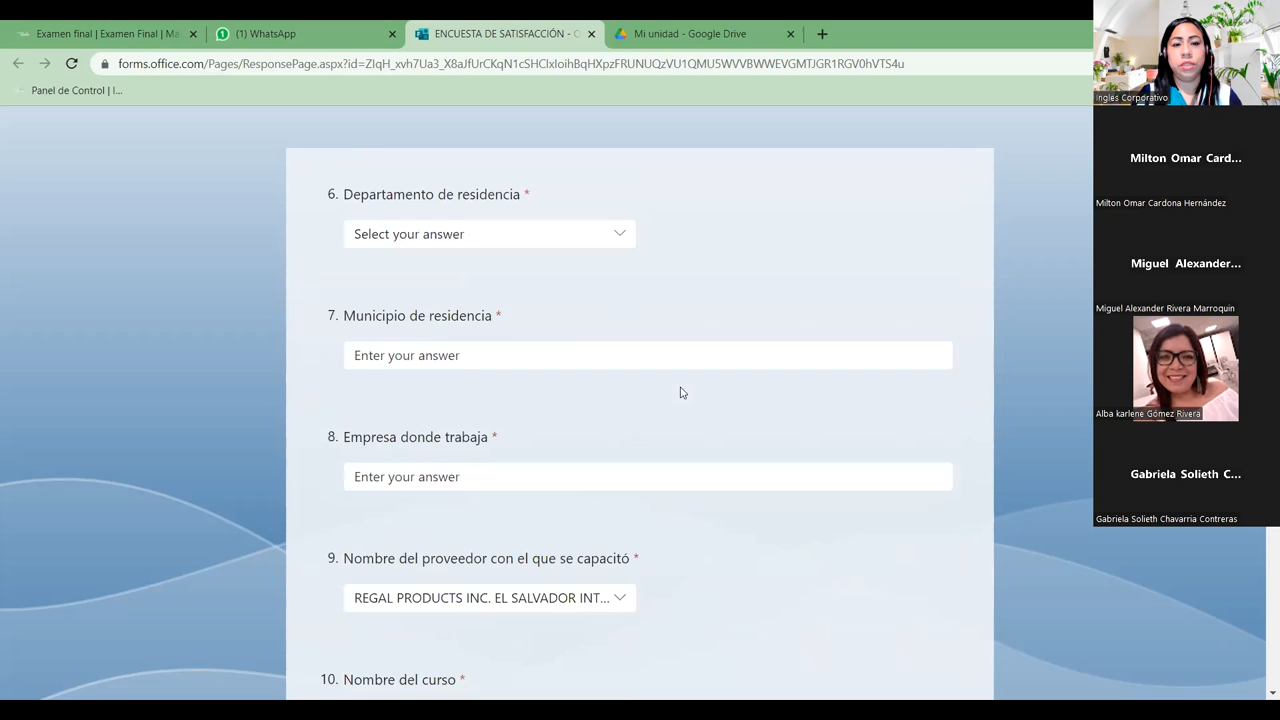 Examen final | Examen Final | Ma
(1) WhatsApp
ENCUESTA DE SATISFACCIÓN - O
Mi unidad - Google Drive
forms.office.com/Pages/ResponsePage.aspx?id=
Panel de Control | I...
6. Departamento de residencia *
Select your answer
7. Municipio de residencia *
Enter your answer
8. Empresa donde trabaja *
Enter your answer
9. Nombre del proveedor con el que se capacitó *
REGAL PRODUCTS INC. EL SALVADOR INT...
10. Nombre del curso *
Ingles Corporativo
Milton Omar Card...
Milton Omar Cardona Hernández
Miguel Alexander...
Miguel Alexander Rivera Marroquin
Alba karlene Gómez Rivera
Gabriela Solieth C...
Gabriela Solieth Chavarria Contreras